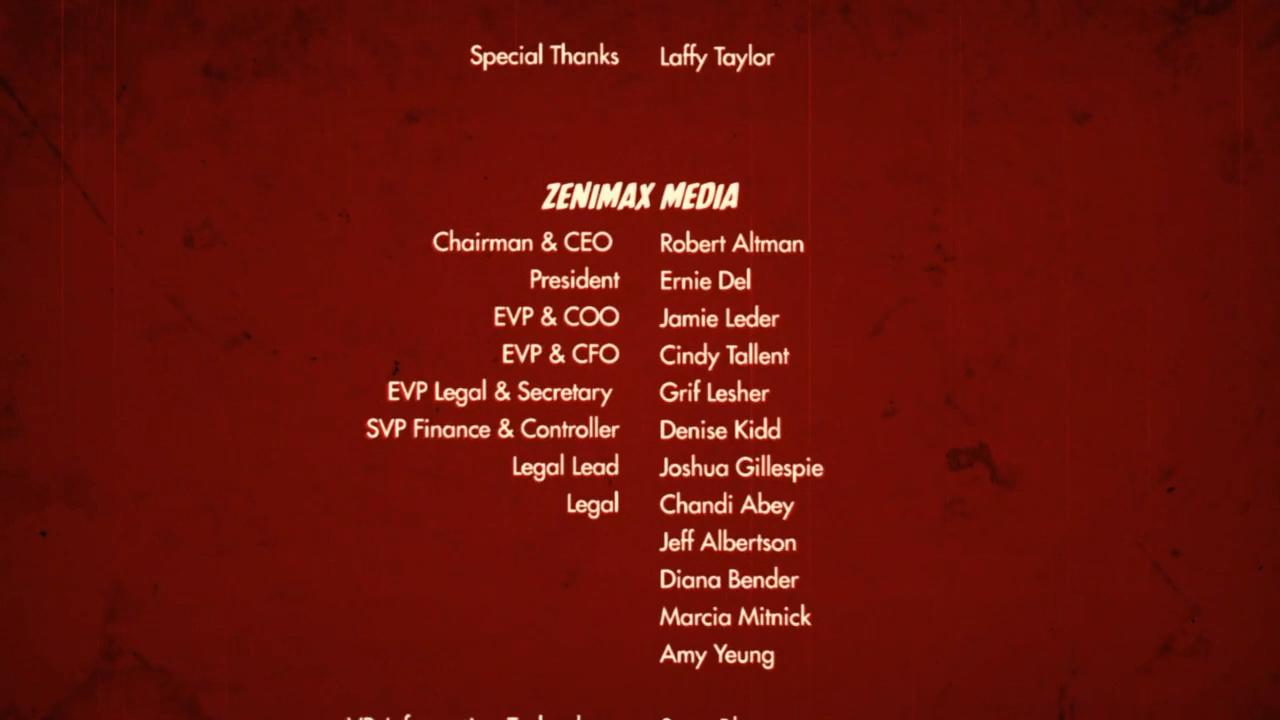 Special Thanks Laffy Taylor
ZENIMAX MEDIA
Chairman & CEO Robert Altman
President Ernie Del
EVP & COO Jamie Leder
EVP & CFO Cindy Tallent
EVP Legal & Secretary Grif Lesher
SVP Finance & Controller Denise Kidd
Legal Lead Joshua Gillespie
Legal Chandi Abey
Jeff Albertson
Diana Bender
Marcia Mitnick
Amy Yeung